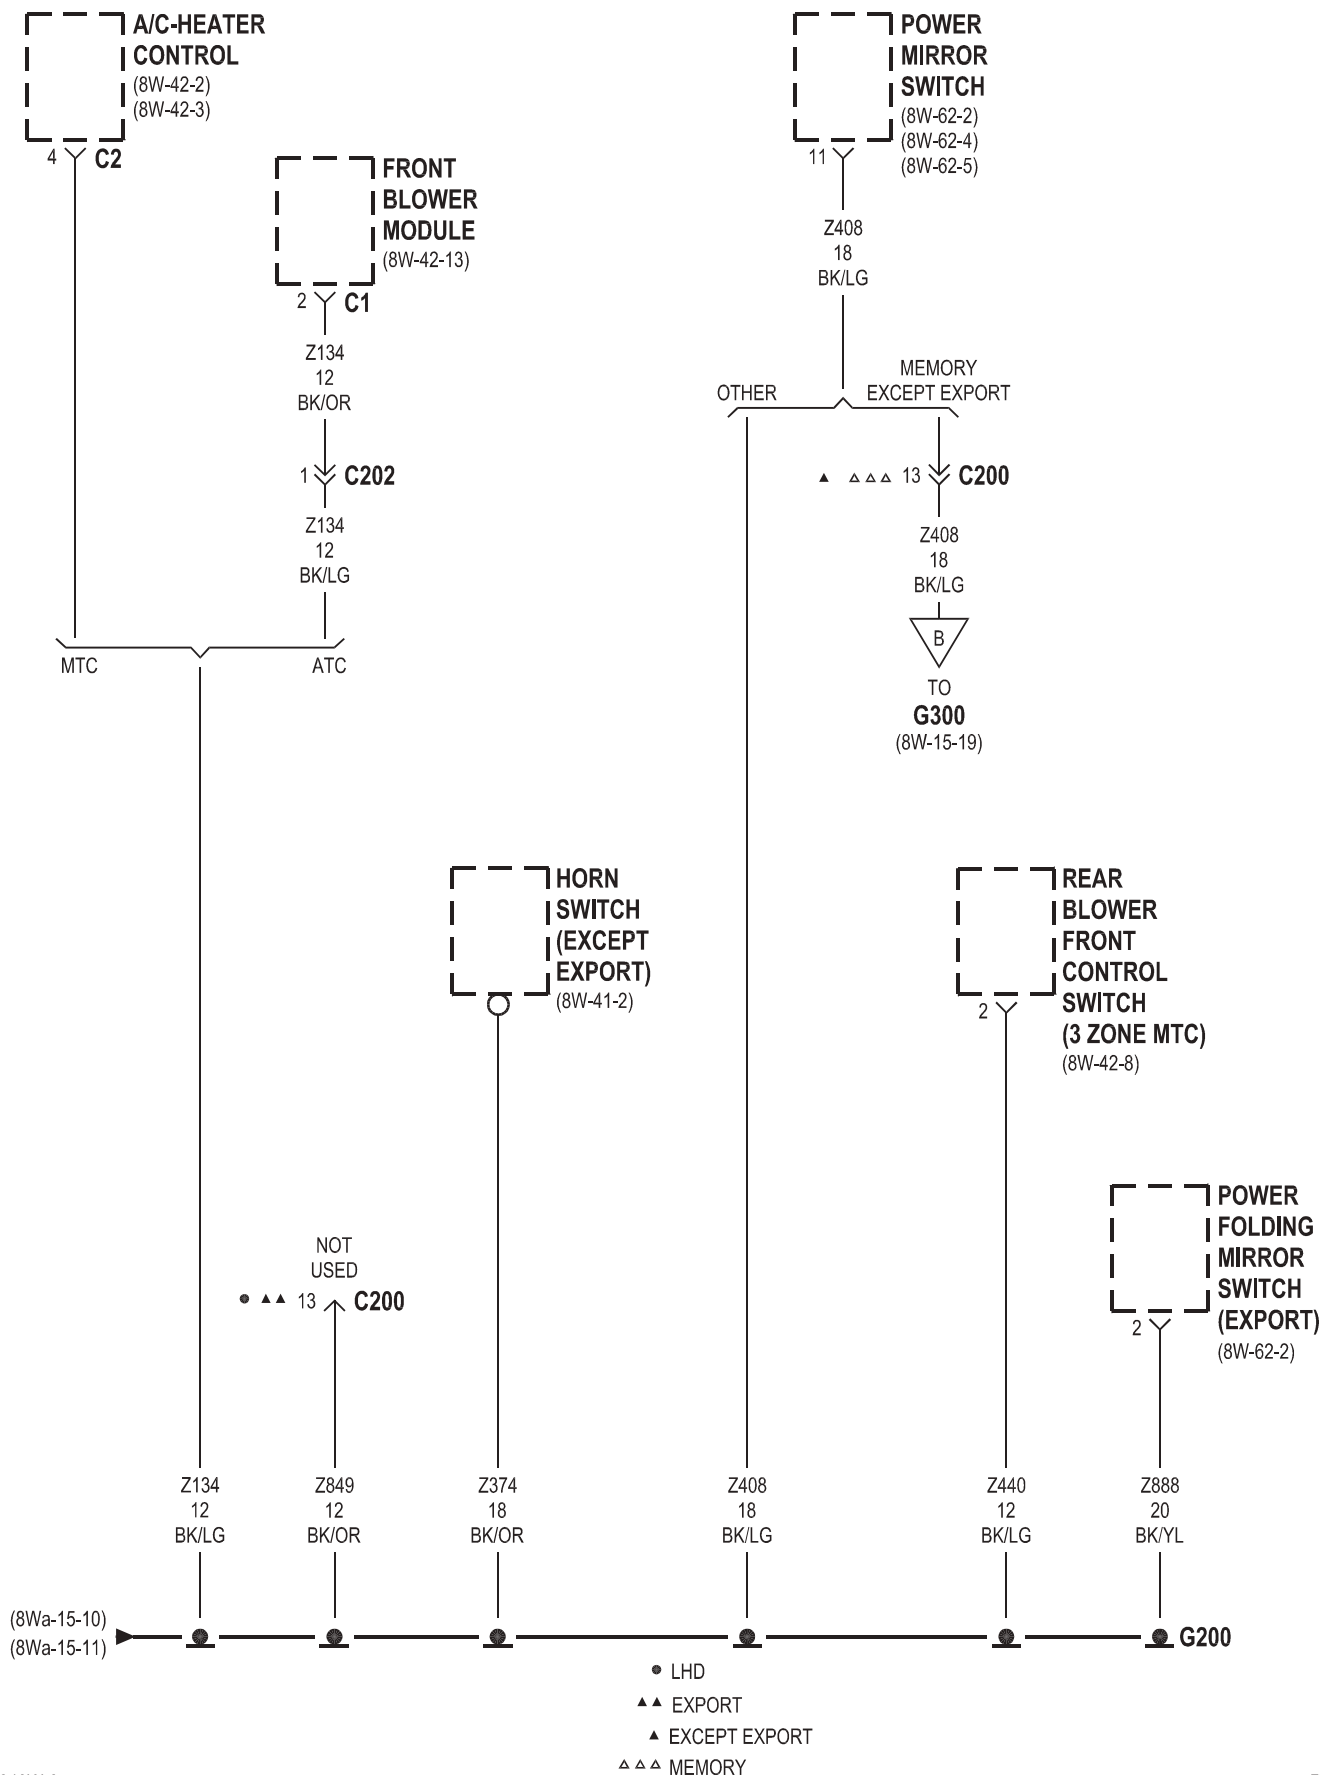 A/C-HEATER
CONTROL
(8W-42-2)
(8W-42-3)
4
C2
FRONT
BLOWER
MODULE
(8W-42-13)
2
C1
Z134
12
BK/OR
1
C202
Z134
12
BK/LG
MTC
ATC
POWER
MIRROR
SWITCH
(8W-62-2)
(8W-62-4)
(8W-62-5)
11
Z408
18
BK/LG
OTHER
MEMORY
EXCEPT EXPORT
13
C200
Z408
18
BK/LG
B
TO
G300
(8W-15-19)
HORN
SWITCH
(EXCEPT
EXPORT)
(8W-41-2)
REAR
BLOWER
FRONT
CONTROL
SWITCH
(3 ZONE MTC)
(8W-42-8)
2
POWER
FOLDING
MIRROR
SWITCH
(EXPORT)
(8W-62-2)
2
NOT
USED
13
C200
Z134
12
BK/LG
Z849
12
BK/OR
Z374
18
BK/OR
Z408
18
BK/LG
Z440
12
BK/LG
Z888
20
BK/YL
(8Wa-15-10)
(8Wa-15-11)
G200
LHD
EXPORT
EXCEPT EXPORT
MEMORY